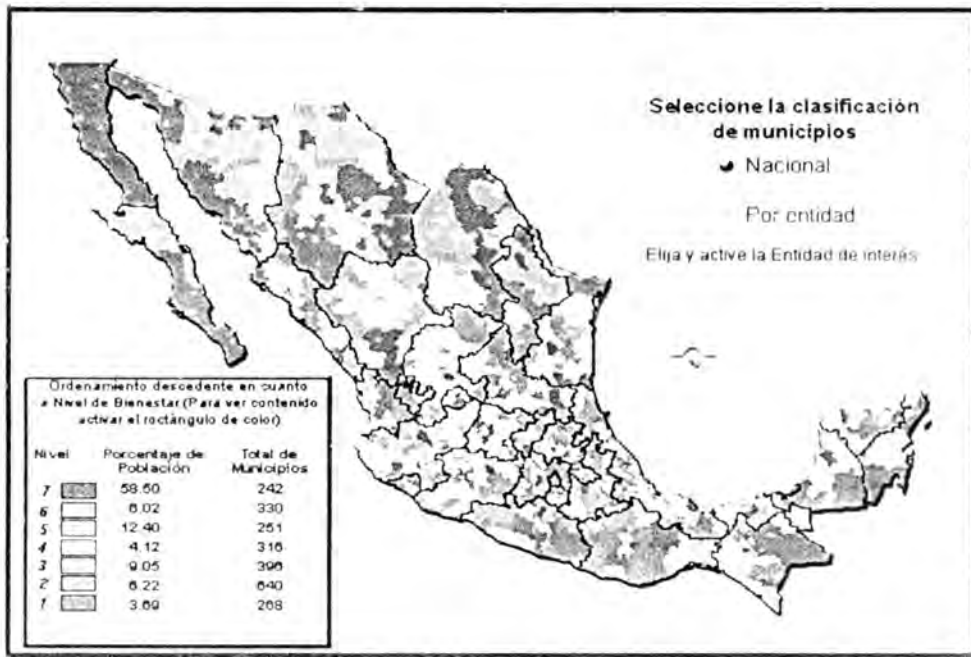 Seleccione la clasificación
de municipios
Nacional
Por entidad
Elija y active la Entidad de interés
Ordenamiento descedente en cuanto
a Nivel de Bienestar (Para ver contenido
activar el rectángulo de color)
Nivel Porcentaje de Población Total de Municipios
7 58.50 242
6 6.02 330
5 12.40 251
4 4.12 316
3 9.05 396
2 6.22 640
1 3.69 268